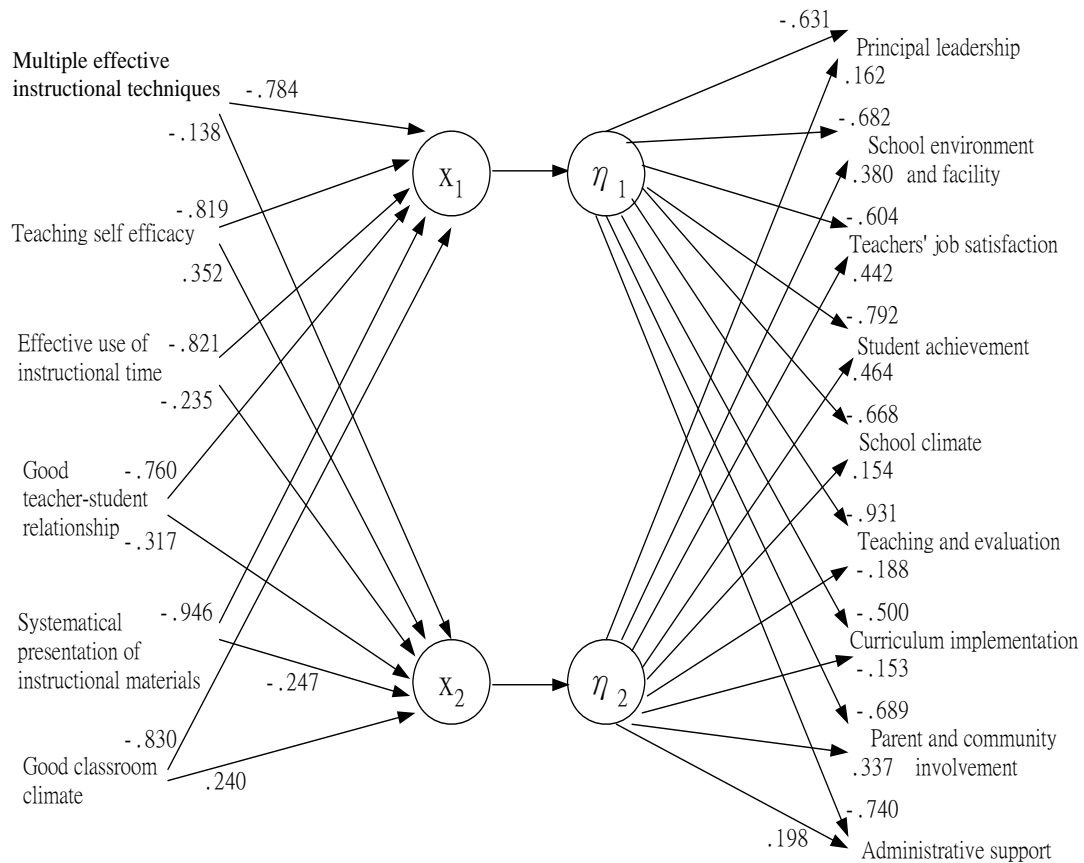 Multiple effective
instructional techniques
-.784
-.138
Teaching self efficacy
-.819
.352
Effective use of
instructional time
-.821
-.235
Good
teacher-student
relationship
-.760
-.317
Systematical
presentation of
instructional materials
-.946
-.247
Good classroom
climate
-.830
.240
x1
x2
η1
η2
-.631
Principal leadership
.162
-.682
School environment
.380 and facility
-.604
Teachers' job satisfaction
.442
-.792
Student achievement
.464
-.668
School climate
.154
-.931
Teaching and evaluation
-.188
-.500
Curriculum implementation
-.153
-.689
Parent and community
.337 involvement
-.740
.198
Administrative support